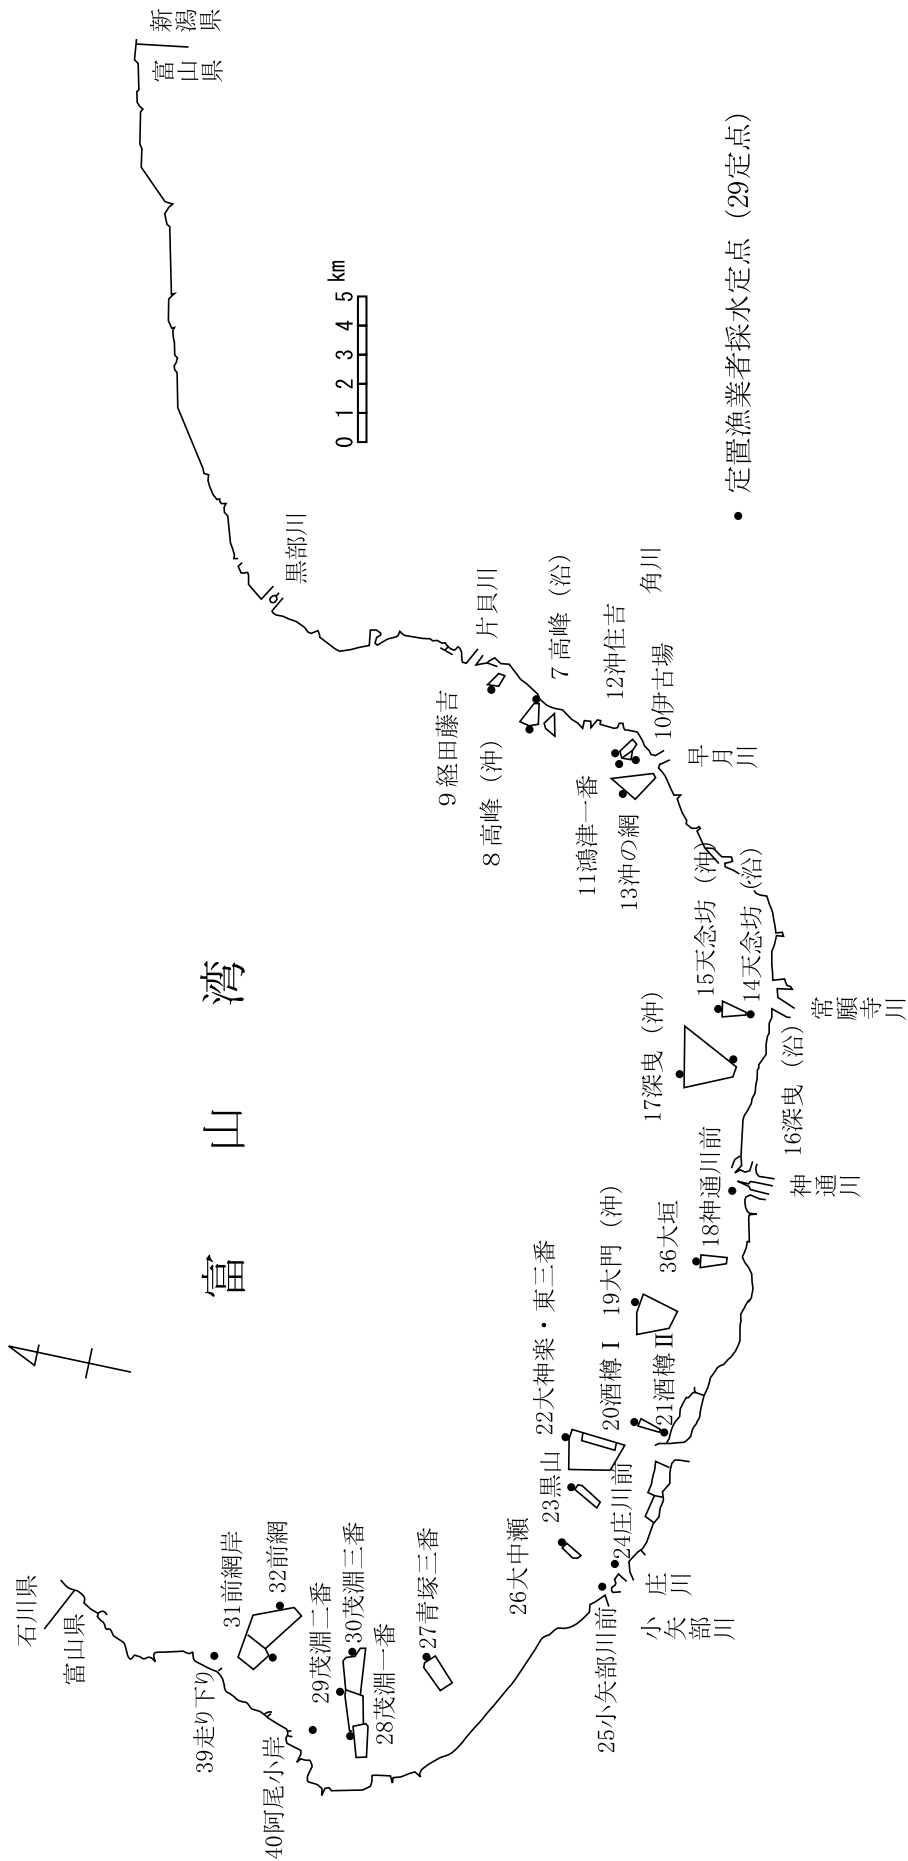 石川県
富山県
39走り下り
31前網岸
32前網
40阿尾小岸
29茂淵二番
30茂淵三番
28茂淵一番
27青塚三番
26大中瀬
25小矢部川前
小矢部川
庄川
24庄川前
23黒山
22大神楽・東三番
20酒樽Ⅰ
21酒樽Ⅱ
19大門（沖）
36大垣
18神通川前
神通川
富山湾
17深曳（沖）
16深曳（沿）
15天念坊（沖）
14天念坊（沿）
常願寺川
11鴻津一番
13沖の網
早月川
10伊古場
12沖住吉
角川
9経田藤吉
8高峰（沖）
7高峰（沿）
片貝川
黒部川
0 1 2 3 4 5 km
富山県
新潟県
● 定置漁業者採水定点（29定点）